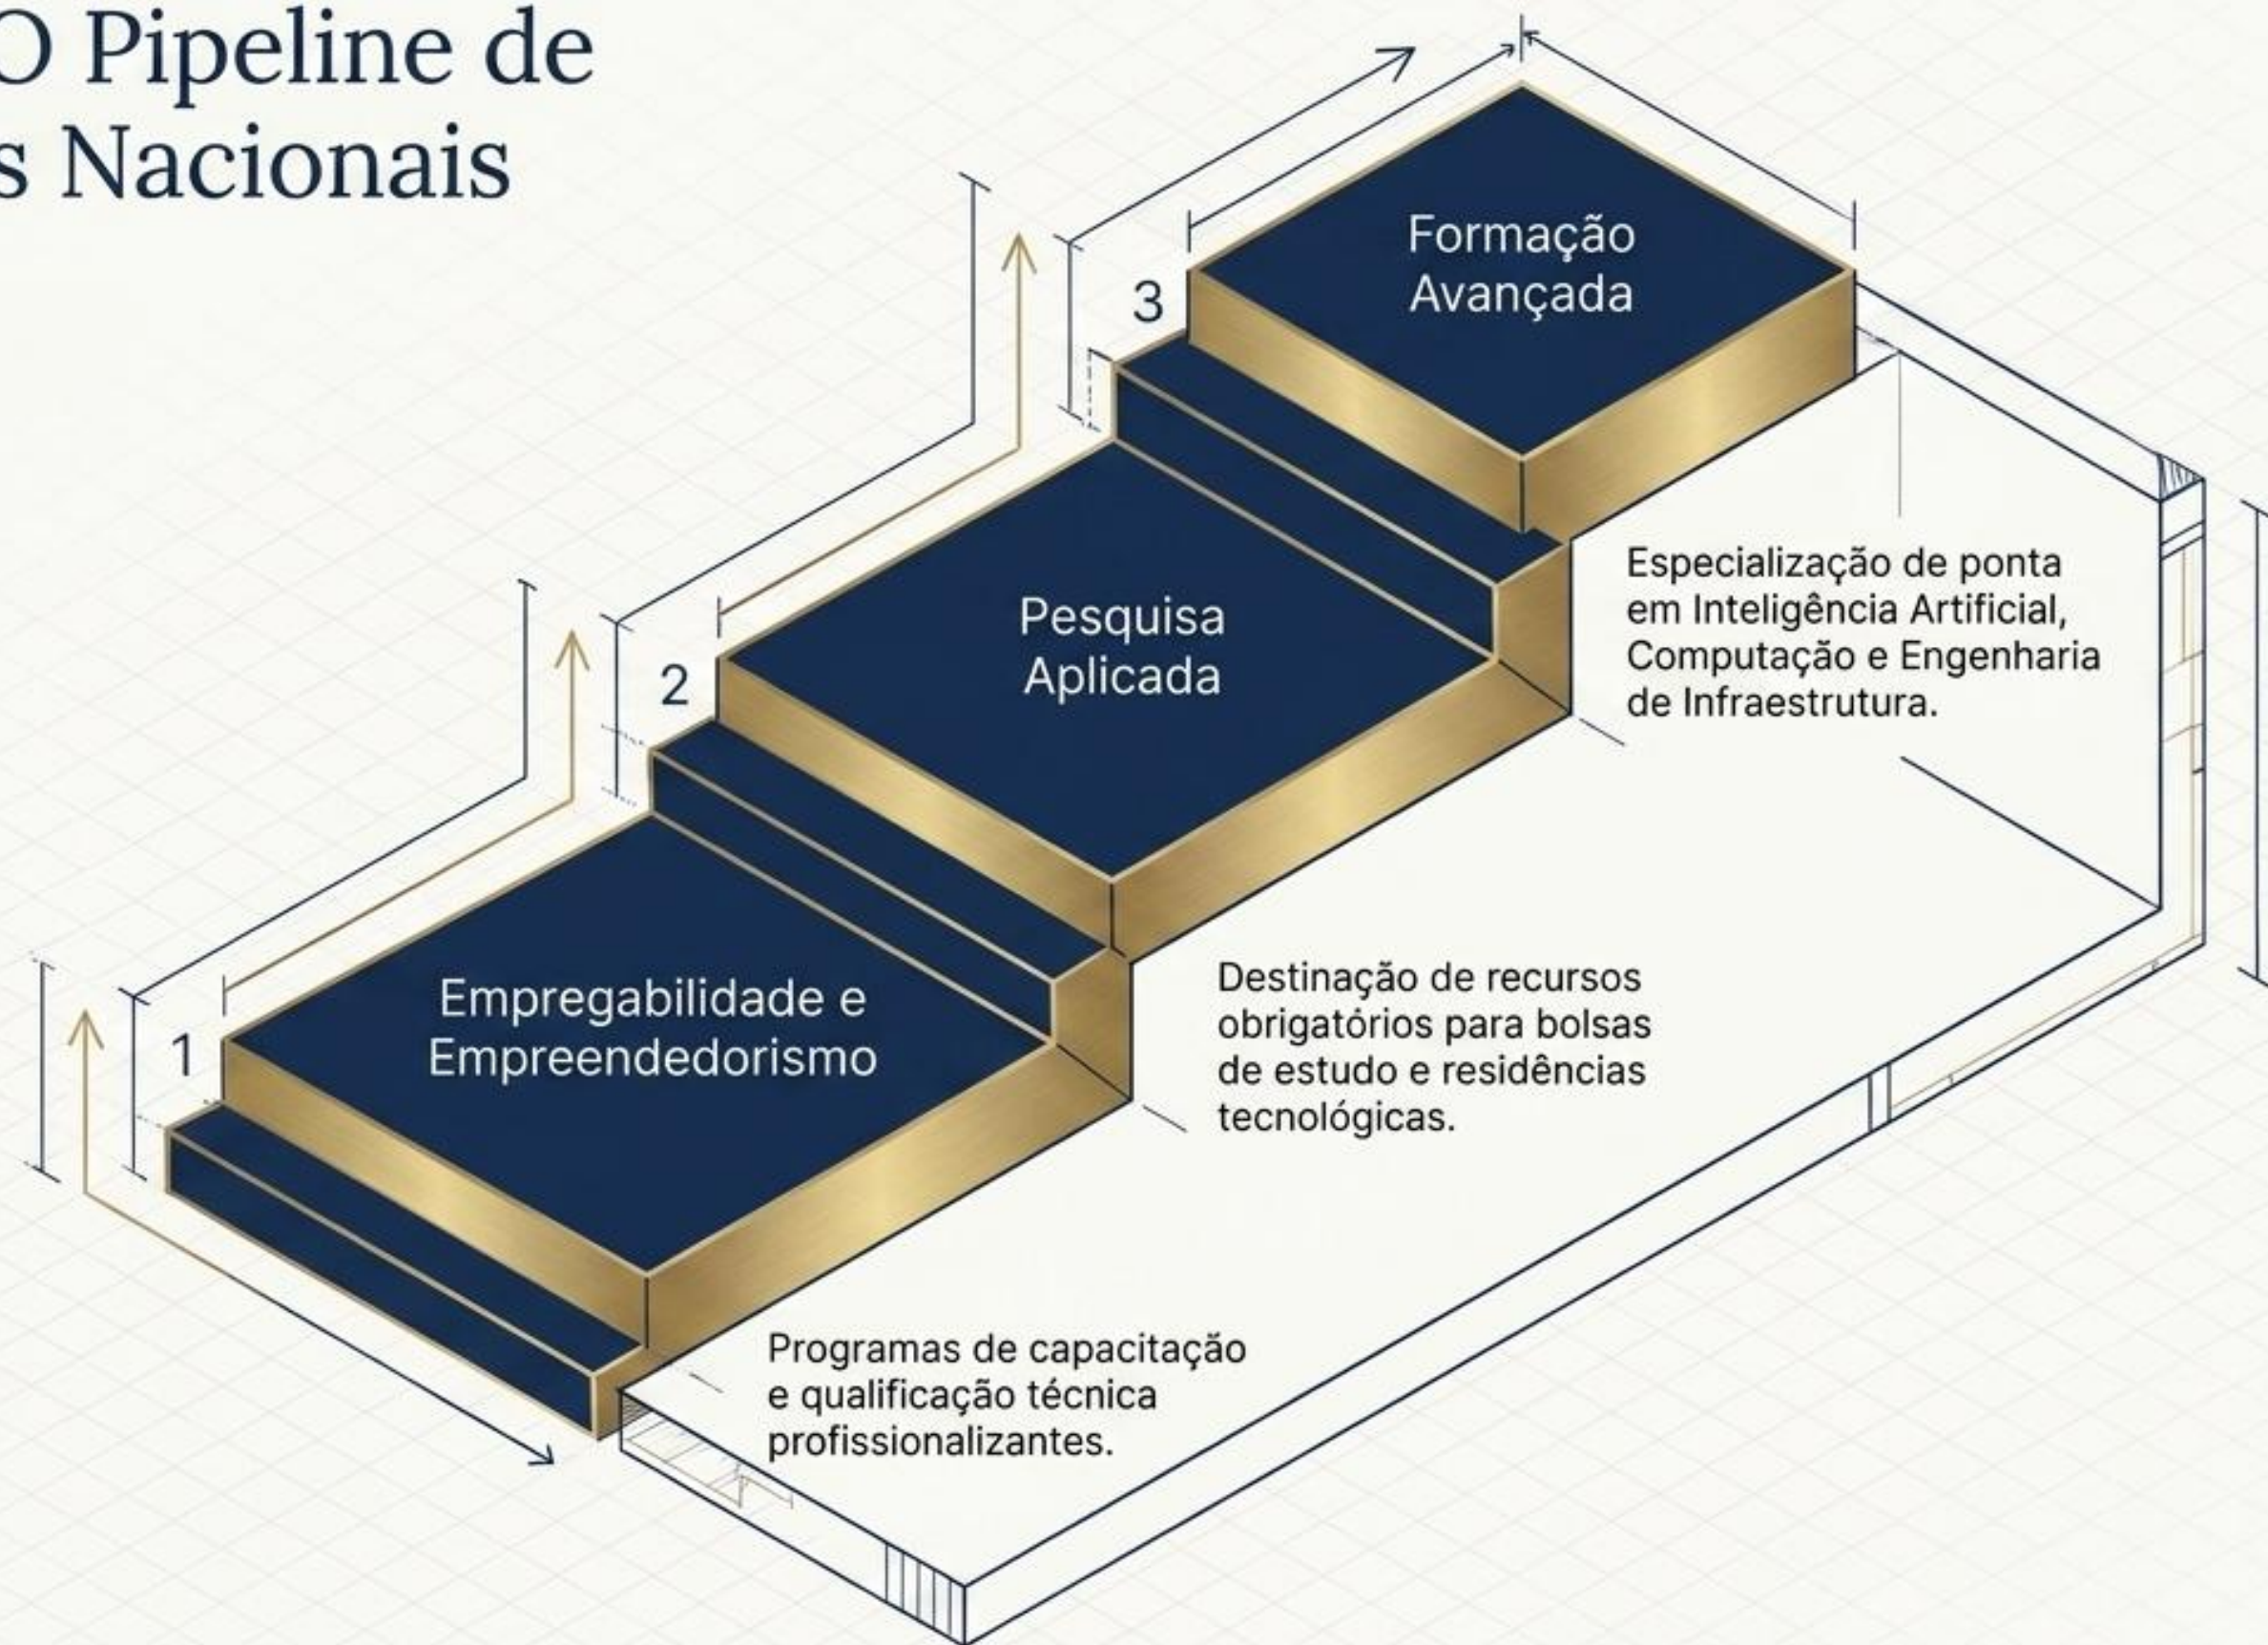 O Pipeline de
s Nacionais
3
Formação
Avançada
Especialização de ponta
em Inteligência Artificial,
Computação e Engenharia
de Infraestrutura.
2
Pesquisa
Aplicada
Destinação de recursos
obrigatórios para bolsas
de estudo e residências
tecnológicas.
1
Empregabilidade e
Empreendedorismo
Programas de capacitação
e qualificação técnica
profissionalizantes.